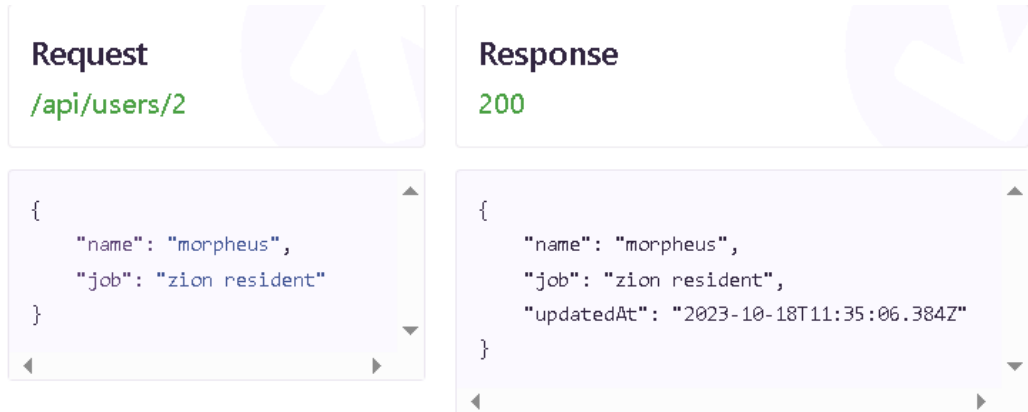 Request
/api/users/2
{
    "name": "morpheus",
    "job": "zion resident"
}
Response
200
{
    "name": "morpheus",
    "job": "zion resident",
    "updatedAt": "2023-10-18T11:35:06.384Z"
}